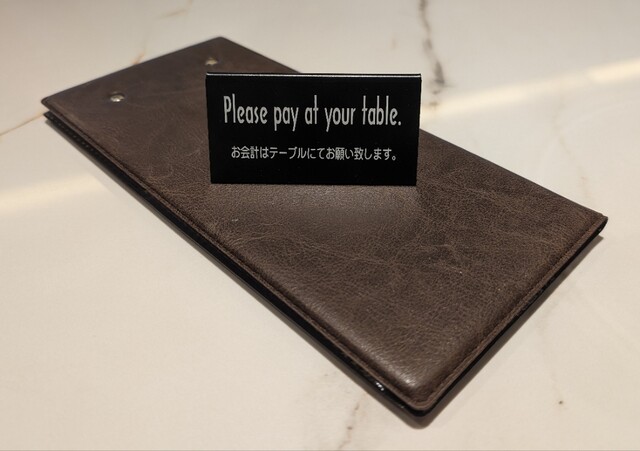 Please pay at your table.
お会計はテーブルにてお願い致します。